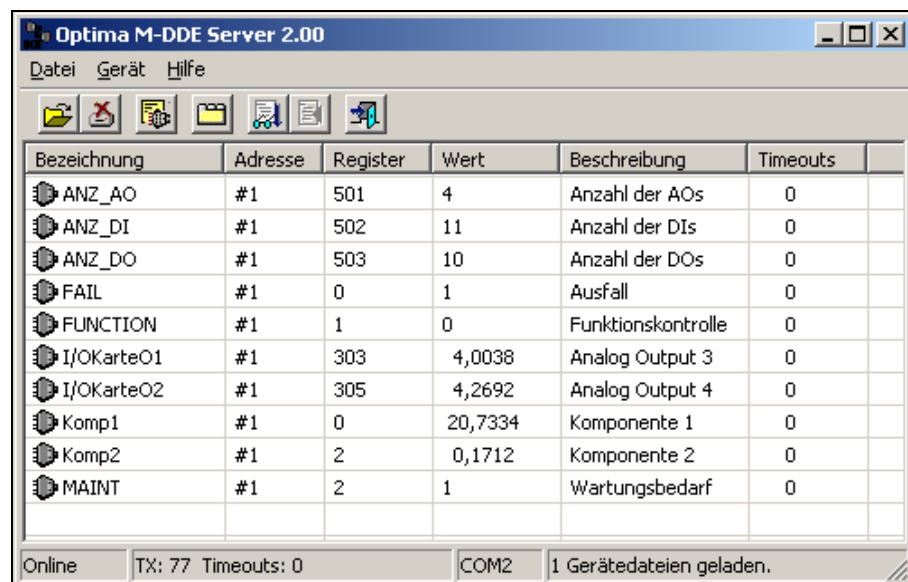 Optima M-DDE Server 2.00
Datei Gerät Hilfe
Bezeichnung Adresse Register Wert Beschreibung Timeouts
ANZ_AO #1 501 4 Anzahl der AOs 0
ANZ_DI #1 502 11 Anzahl der DIs 0
ANZ_DO #1 503 10 Anzahl der DOs 0
FAIL #1 0 1 Ausfall 0
FUNCTION #1 1 0 Funktionskontrolle 0
I/OKarteO1 #1 303 4,0038 Analog Output 3 0
I/OKarteO2 #1 305 4,2692 Analog Output 4 0
Komp1 #1 0 20,7334 Komponente 1 0
Komp2 #1 2 0,1712 Komponente 2 0
MAINT #1 2 1 Wartungsbedarf 0
Online TX: 77 Timeouts: 0 COM2 1 Gerätedateien geladen.